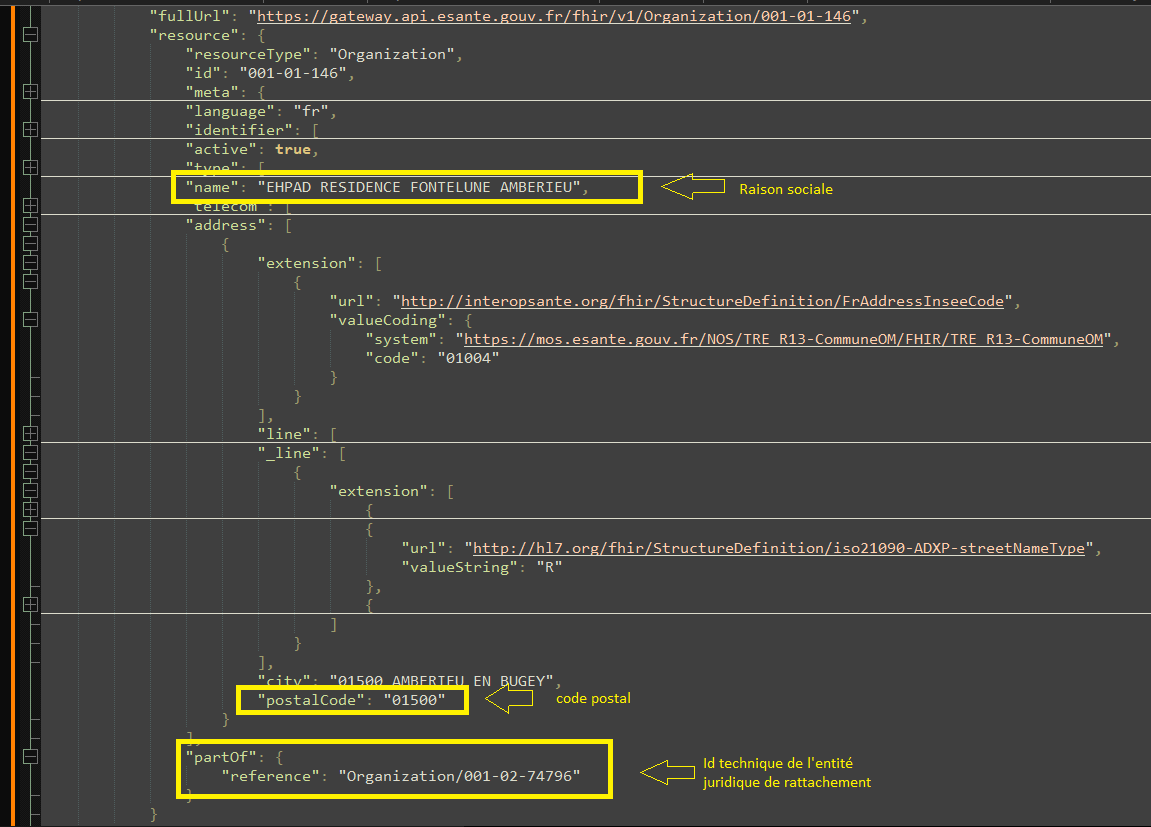 "fullUrl": "https://gateway.api.esante.gouv.fr/fhir/v1/Organization/001-01-146",
"resource": {
"resourceType": "Organization",
"id": "001-01-146",
"meta": {
"language": "fr",
"identifier": [
"active": true,
"type": [
"name": "EHPAD RESIDENCE FONTELUNE AMBERIEU",
Raison sociale
"telecom": [
"address": [
{
"extension": [
{
"url": "http://interopsante.org/fhir/StructureDefinition/FrAddressInseeCode",
"valueCoding": {
"system": "https://mos.esante.gouv.fr/NOS/TRE_R13-CommuneOM/FHIR/TRE_R13-CommuneOM",
"code": "01004"
}
}
],
"line": [
"_line": [
{
"extension": [
{
{
"url": "http://hl7.org/fhir/StructureDefinition/iso21090-ADXP-streetNameType",
"valueString": "R"
},
{
]
}
],
"city": "01500 AMBERIEU EN BUGEY",
"postalCode": "01500"
code postal
}
],
"partOf": {
"reference": "Organization/001-02-74796"
Id technique de l'entité
juridique de rattachement
}
}